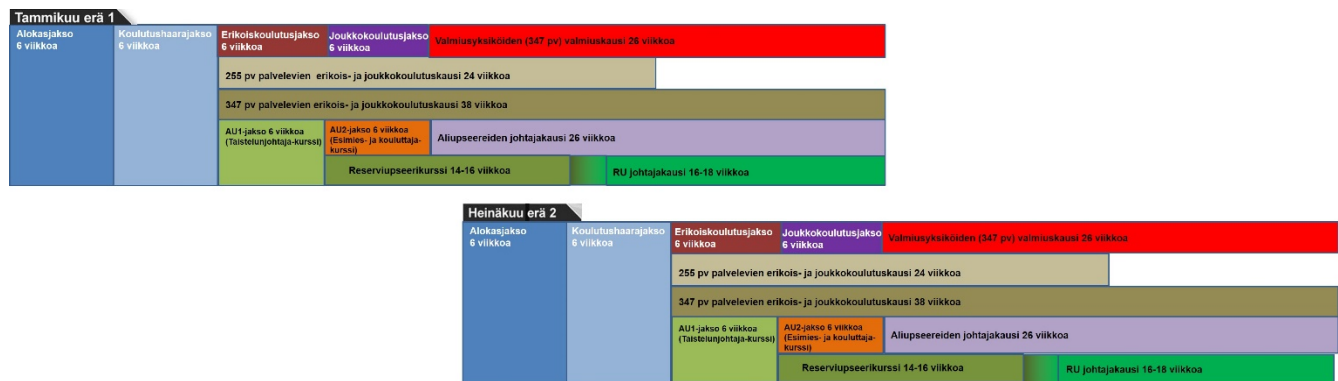 Tammikuu erä 1
Alokasjakso
6 viikkoa
Koulutushaarajakso
6 viikkoa
Erikoiskoulutusjakso
6 viikkoa
Joukkokoulutusjakso
6 viikkoa
Valmiusyksiköiden (347 pv) valmiuskausi 26 viikkoa
255 pv palvelevien erikois- ja joukkokoulutuskausi 24 viikkoa
347 pv palvelevien erikois- ja joukkokoulutuskausi 38 viikkoa
AU1-jakso 6 viikkoa
(Taistelunjohtaja-kurssi)
AU2-jakso 6 viikkoa
(Esimies- ja kouluttaja-
kurssi)
Aliupseereiden johtajakausi 26 viikkoa
Reserviupseerikurssi 14-16 viikkoa
RU johtajakausi 16-18 viikkoa
Heinäkuu erä 2
Alokasjakso
6 viikkoa
Koulutushaarajakso
6 viikkoa
Erikoiskoulutusjakso
6 viikkoa
Joukkokoulutusjakso
6 viikkoa
Valmiusyksiköiden (347 pv) valmiuskausi 26 viikkoa
255 pv palvelevien erikois- ja joukkokoulutuskausi 24 viikkoa
347 pv palvelevien erikois- ja joukkokoulutuskausi 38 viikkoa
AU1-jakso 6 viikkoa
(Taistelunjohtaja-kurssi)
AU2-jakso 6 viikkoa
(Esimies- ja kouluttaja-
kurssi)
Aliupseereiden johtajakausi 26 viikkoa
Reserviupseerikurssi 14-16 viikkoa
RU johtajakausi 16-18 viikkoa